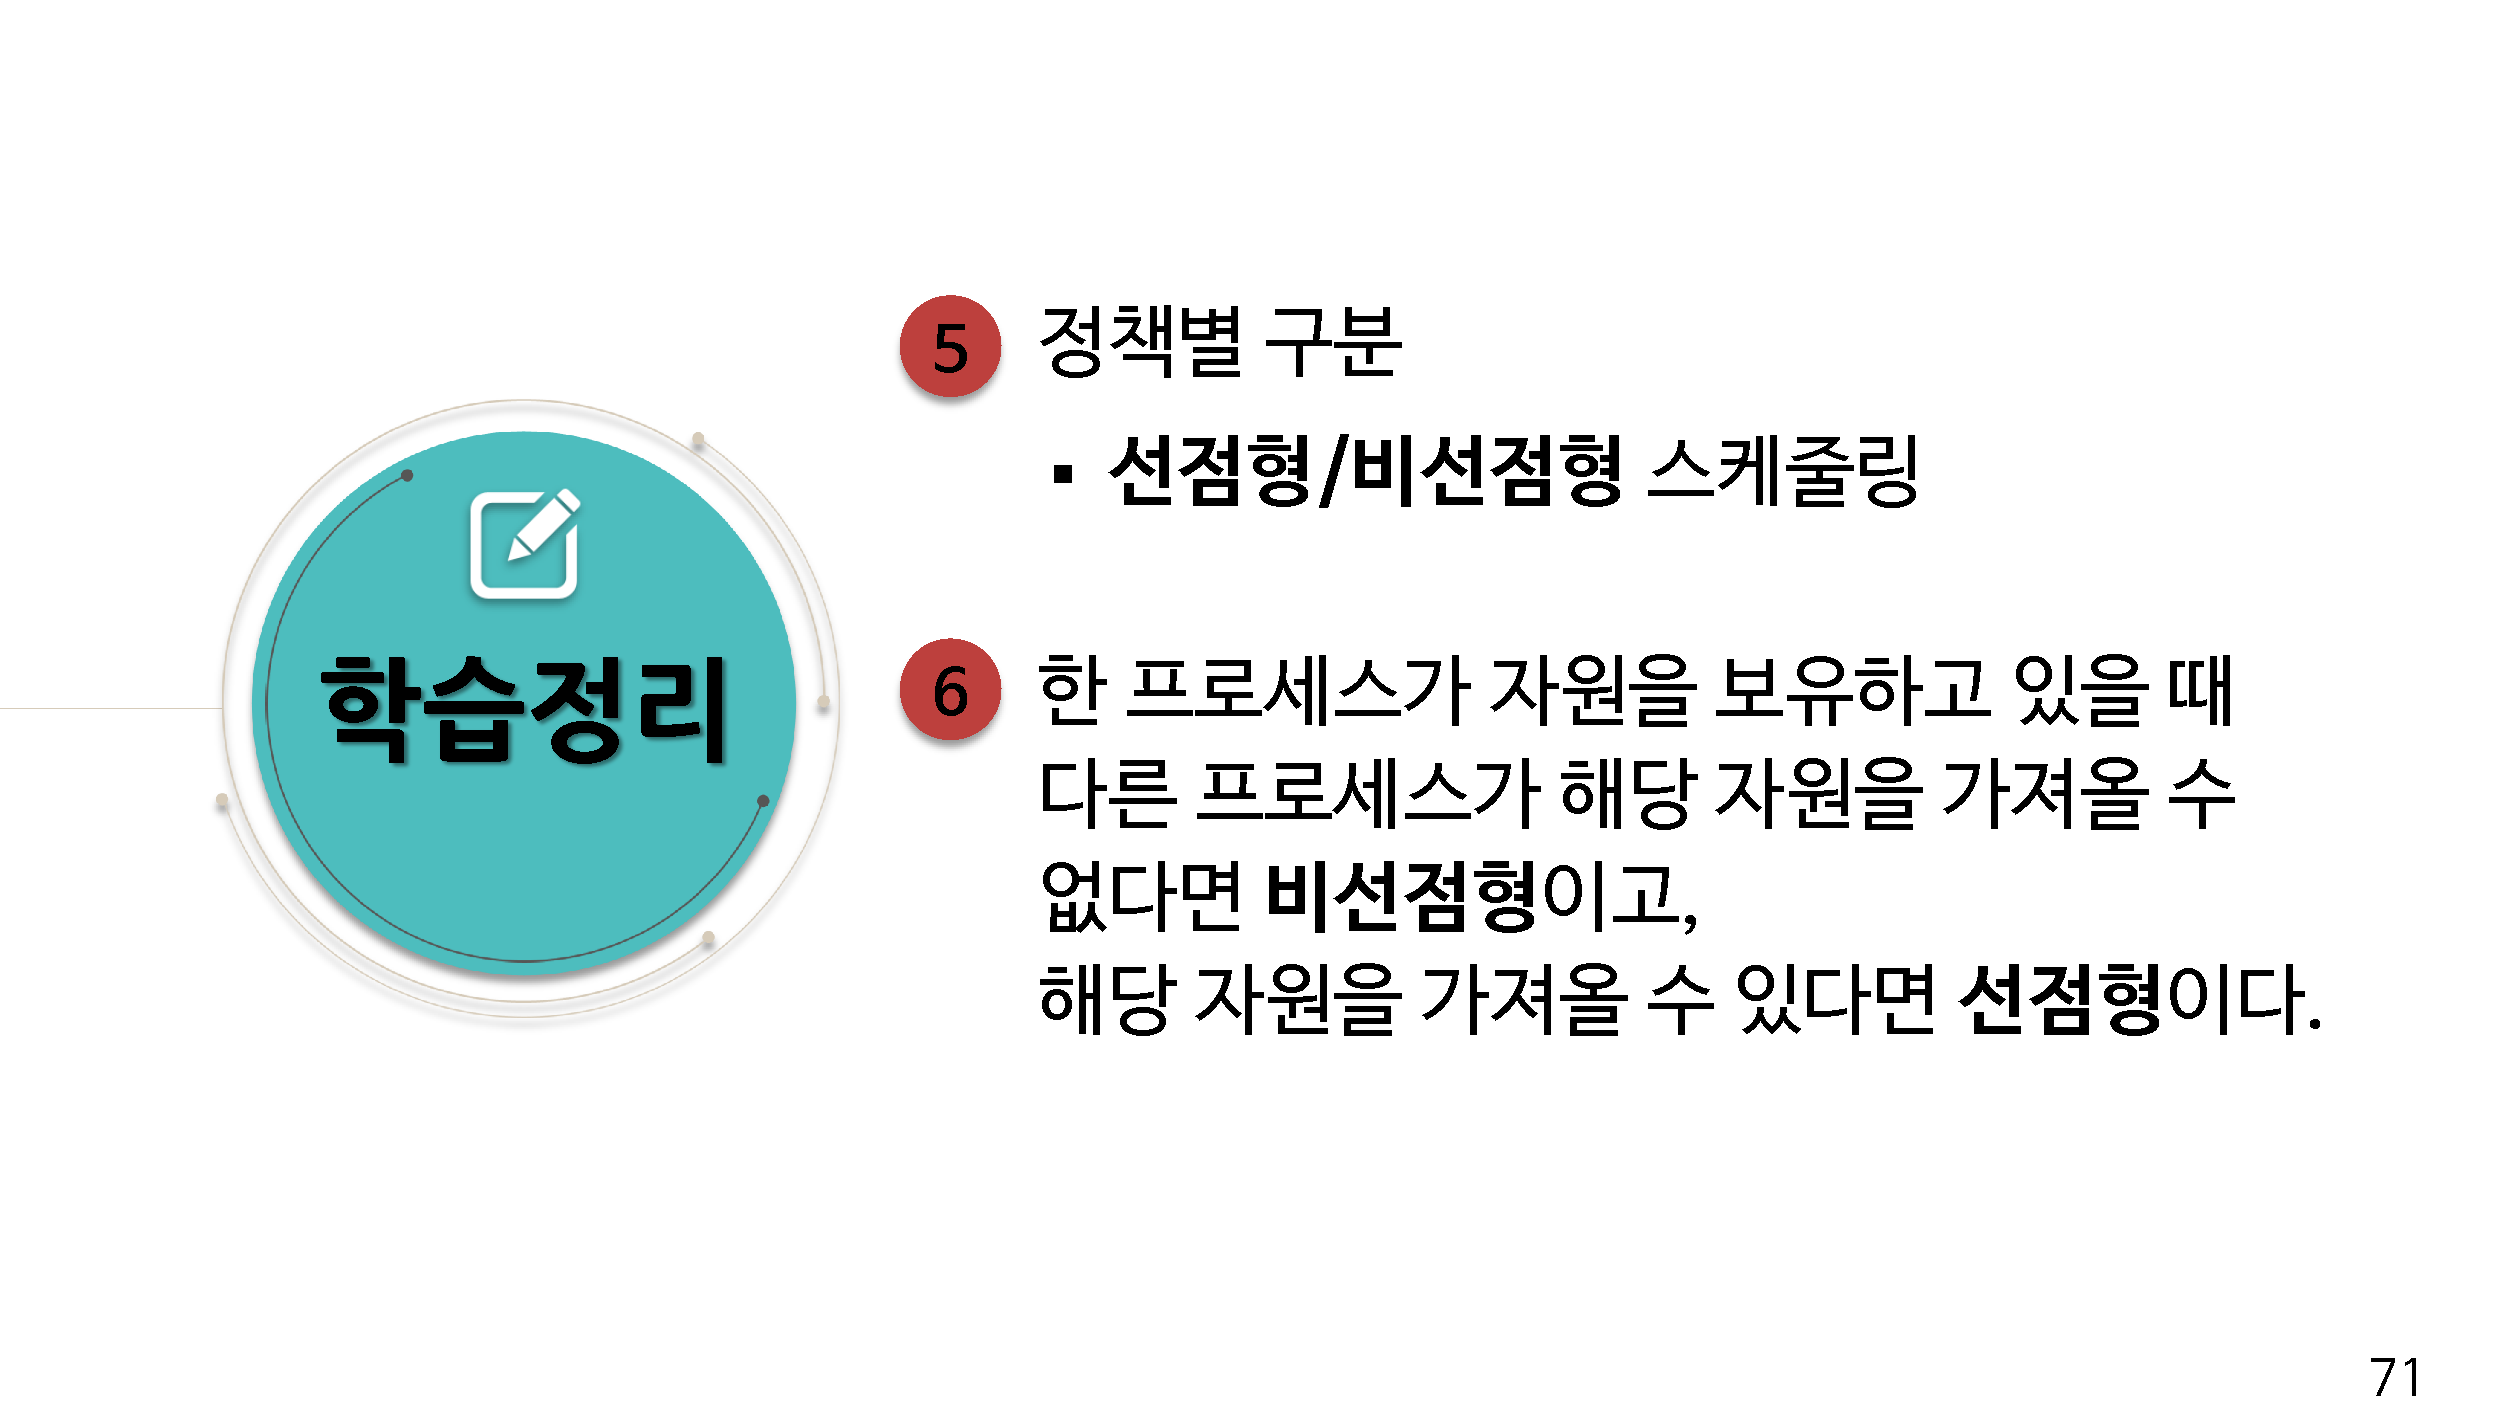 학습정리
5 정책별 구분
▪ 선점형/비선점형 스케줄링
6 한 프로세스가 자원을 보유하고 있을 때
다른 프로세스가 해당 자원을 가져올 수
없다면 비선점형이고,
해당 자원을 가져올 수 있다면 선점형이다.
71